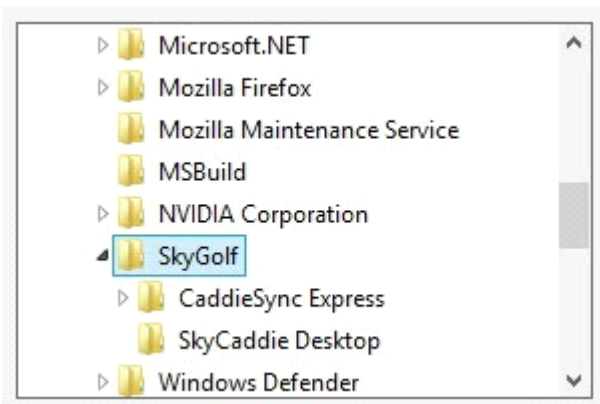 Microsoft.NET
Mozilla Firefox
Mozilla Maintenance Service
MSBuild
NVIDIA Corporation
SkyGolf
CaddieSync Express
SkyCaddie Desktop
Windows Defender